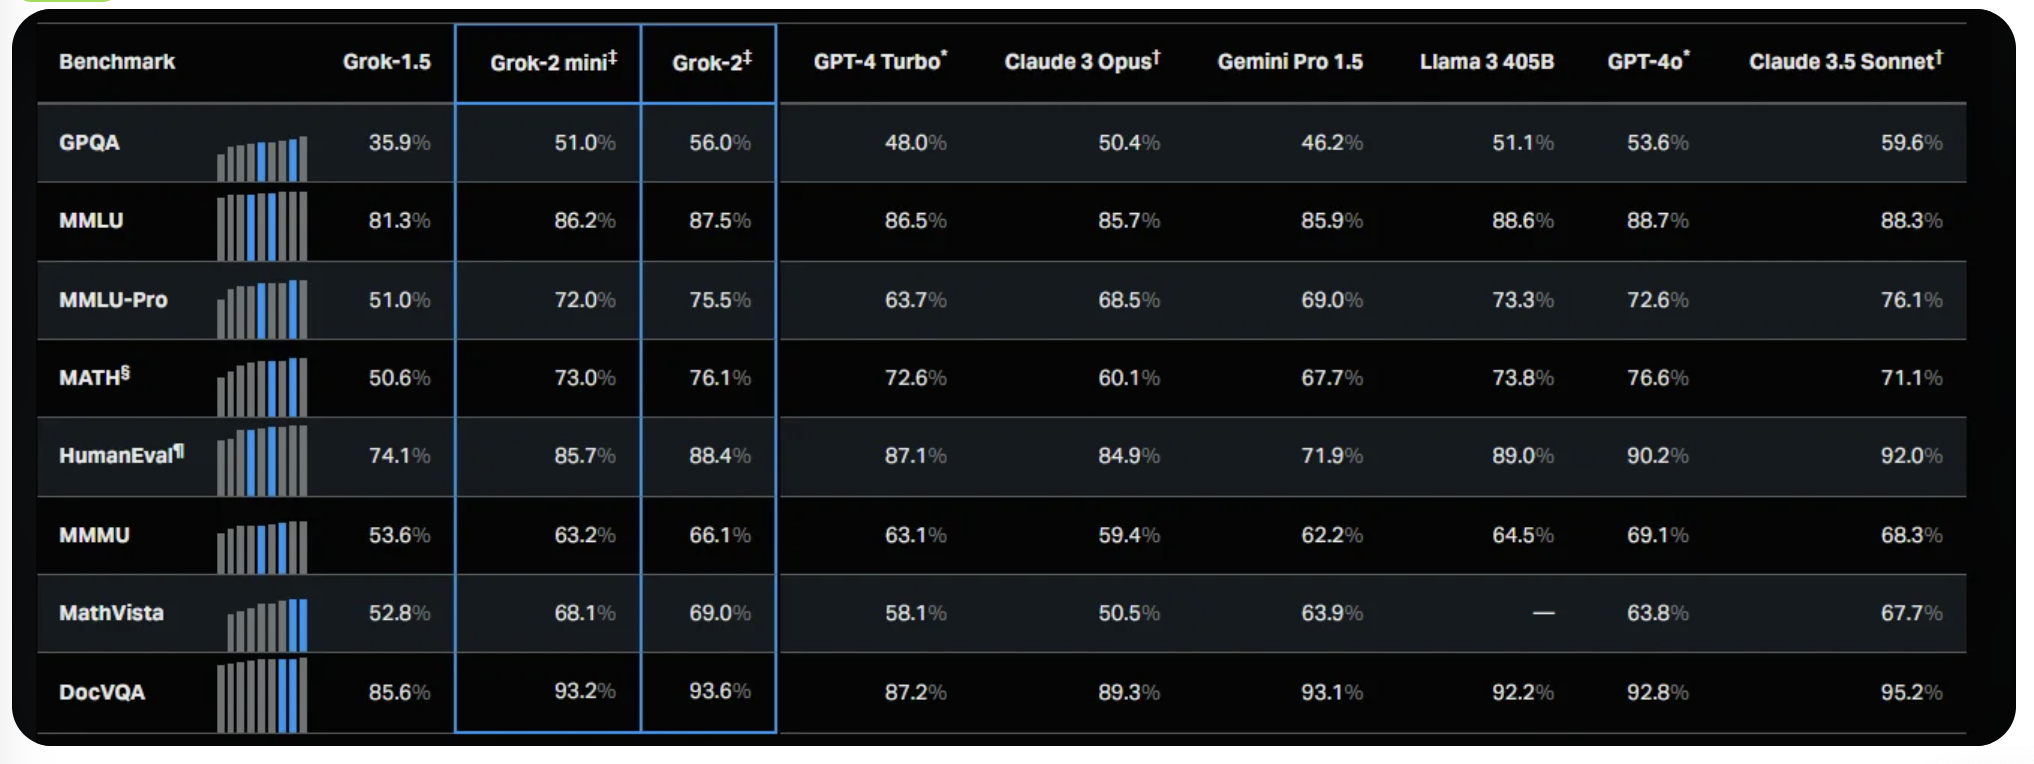 Benchmark Grok-1.5 Grok-2 mini‡ Grok-2‡ GPT-4 Turbo* Claude 3 Opus† Gemini Pro 1.5 Llama 3 405B GPT-4o* Claude 3.5 Sonnet†
GPQA 35.9% 51.0% 56.0% 48.0% 50.4% 46.2% 51.1% 53.6% 59.6%
MMLU 81.3% 86.2% 87.5% 86.5% 85.7% 85.9% 88.6% 88.7% 88.3%
MMLU-Pro 51.0% 72.0% 75.5% 63.7% 68.5% 69.0% 73.3% 72.6% 76.1%
MATH§ 50.6% 73.0% 76.1% 72.6% 60.1% 67.7% 73.8% 76.6% 71.1%
HumanEval¶ 74.1% 85.7% 88.4% 87.1% 84.9% 71.9% 89.0% 90.2% 92.0%
MMMU 53.6% 63.2% 66.1% 63.1% 59.4% 62.2% 64.5% 69.1% 68.3%
MathVista 52.8% 68.1% 69.0% 58.1% 50.5% 63.9% — 63.8% 67.7%
DocVQA 85.6% 93.2% 93.6% 87.2% 89.3% 93.1% 92.2% 92.8% 95.2%